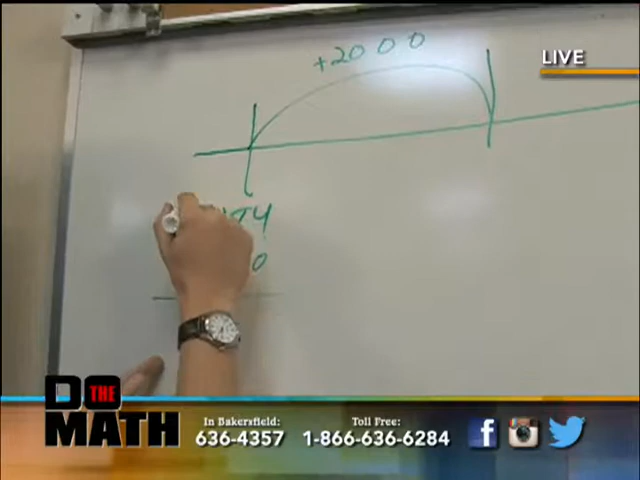 +2000
LIVE
DO THE MATH
In Bakersfield:
636-4357
Toll Free:
1-866-636-6284